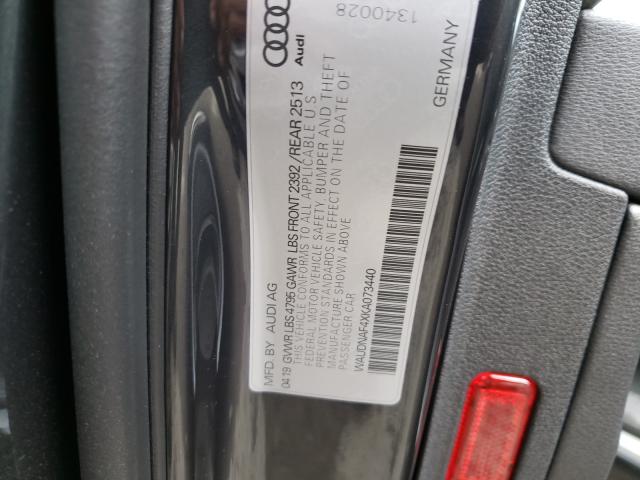 MFD. BY AUDI AG
Audi
04 19 GVWR LBS 4795 GAWR LBS FRONT 2392 / REAR 2513
THIS VEHICLE CONFORMS TO ALL APPLICABLE U S
FEDERAL MOTOR VEHICLE SAFETY, BUMPER AND THEFT
PREVENTION STANDARDS IN EFFECT ON THE DATE OF
MANUFACTURE SHOWN ABOVE
PASSENGER CAR
WAUDNAF4XKA073440
GERMANY
1340028